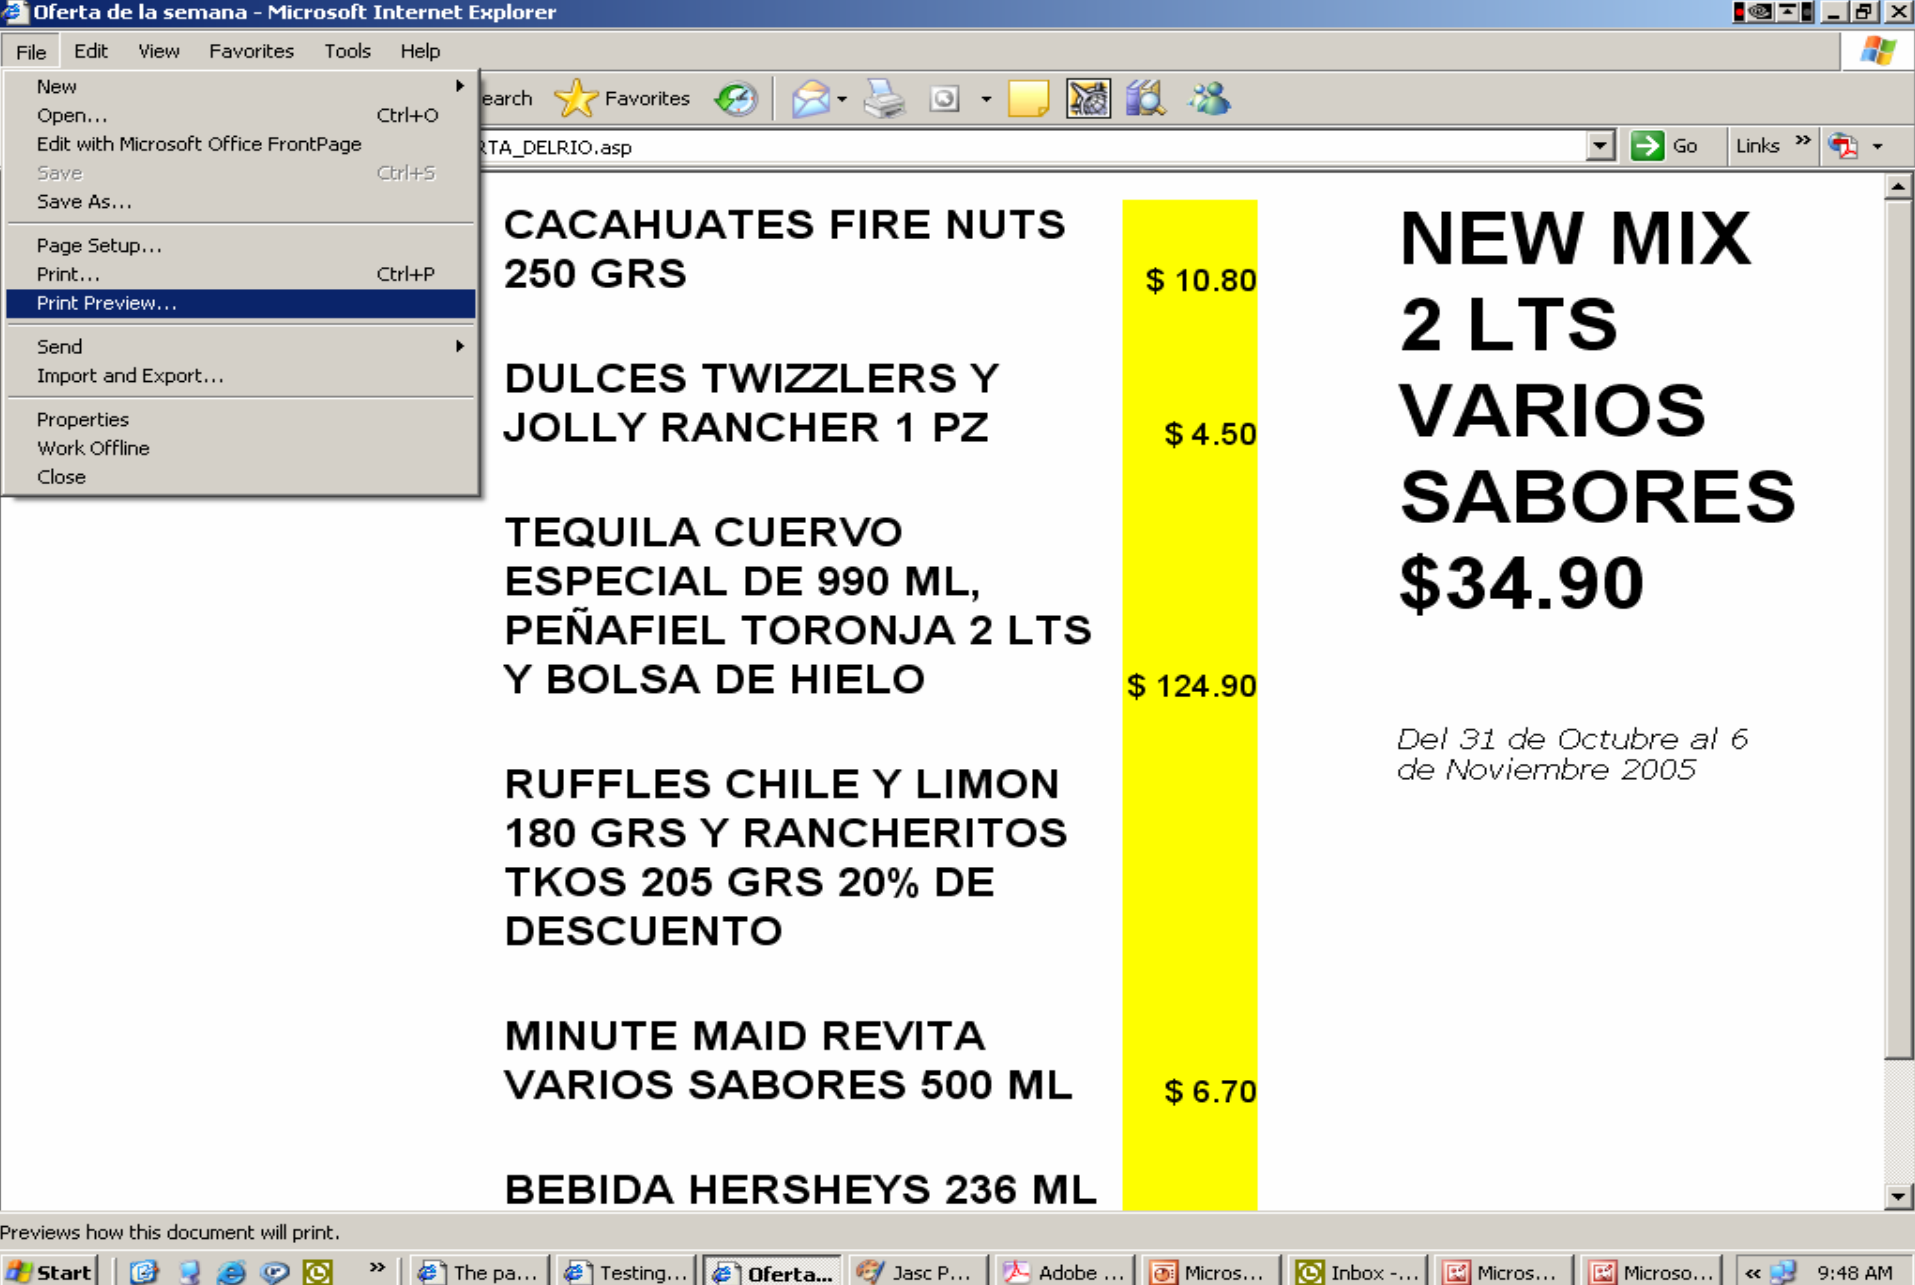 Oferta de la semana - Microsoft Internet Explorer
File Edit View Favorites Tools Help
New
Open... Ctrl+O
Edit with Microsoft Office FrontPage
Save Ctrl+S
Save As...
Page Setup...
Print... Ctrl+P
Print Preview...
Send
Import and Export...
Properties
Work Offline
Close
earch Favorites
RTA_DELRIO.asp Go Links »
CACAHUATES FIRE NUTS
250 GRS $ 10.80
DULCES TWIZZLERS Y
JOLLY RANCHER 1 PZ $ 4.50
TEQUILA CUERVO
ESPECIAL DE 990 ML,
PEÑAFIEL TORONJA 2 LTS
Y BOLSA DE HIELO $ 124.90
RUFFLES CHILE Y LIMON
180 GRS Y RANCHERITOS
TKOS 205 GRS 20% DE
DESCUENTO
MINUTE MAID REVITA
VARIOS SABORES 500 ML $ 6.70
BEBIDA HERSHEYS 236 ML
NEW MIX
2 LTS
VARIOS
SABORES
$34.90
Del 31 de Octubre al 6
de Noviembre 2005
Previews how this document will print.
Start » The pa... Testing... Oferta... Jasc P... Adobe ... Micros... Inbox -... Micros... Microso... « 9:48 AM